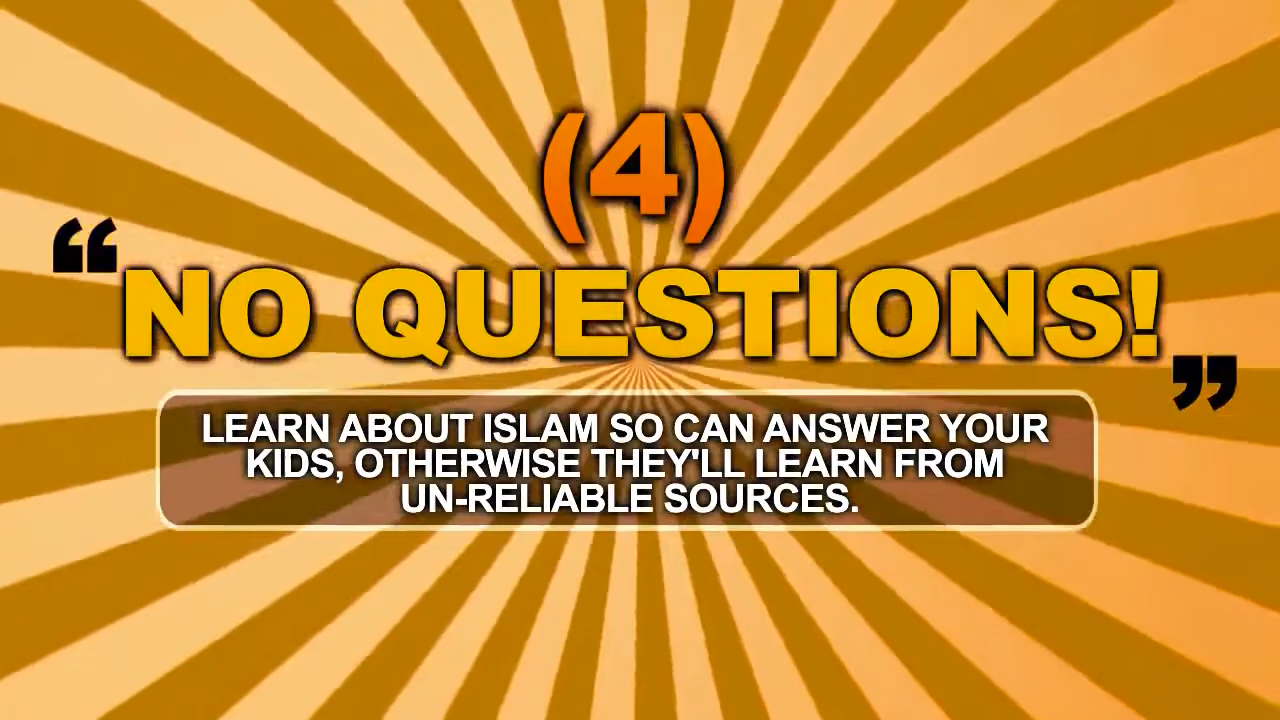 (4)
“NO QUESTIONS!”
LEARN ABOUT ISLAM SO CAN ANSWER YOUR
KIDS, OTHERWISE THEY'LL LEARN FROM
UN-RELIABLE SOURCES.